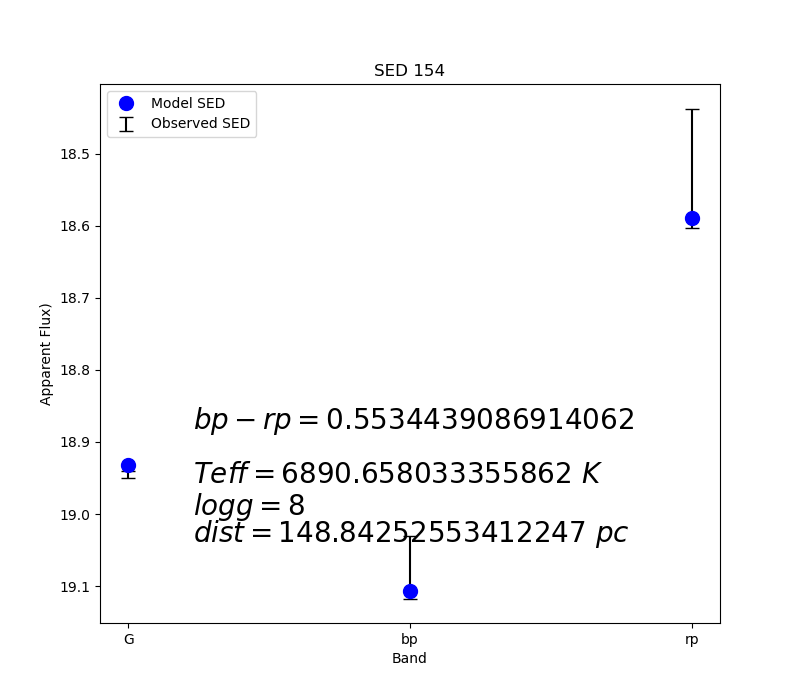 SED 154
Model SED
Observed SED
18.5
18.6
18.7
18.8
18.9
19.0
19.1
Apparent Flux)
bp − rp = 0.5534439086914062
Teff = 6890.658033355862 K
logg = 8
dist = 148.84252553412247 pc
G bp rp
Band